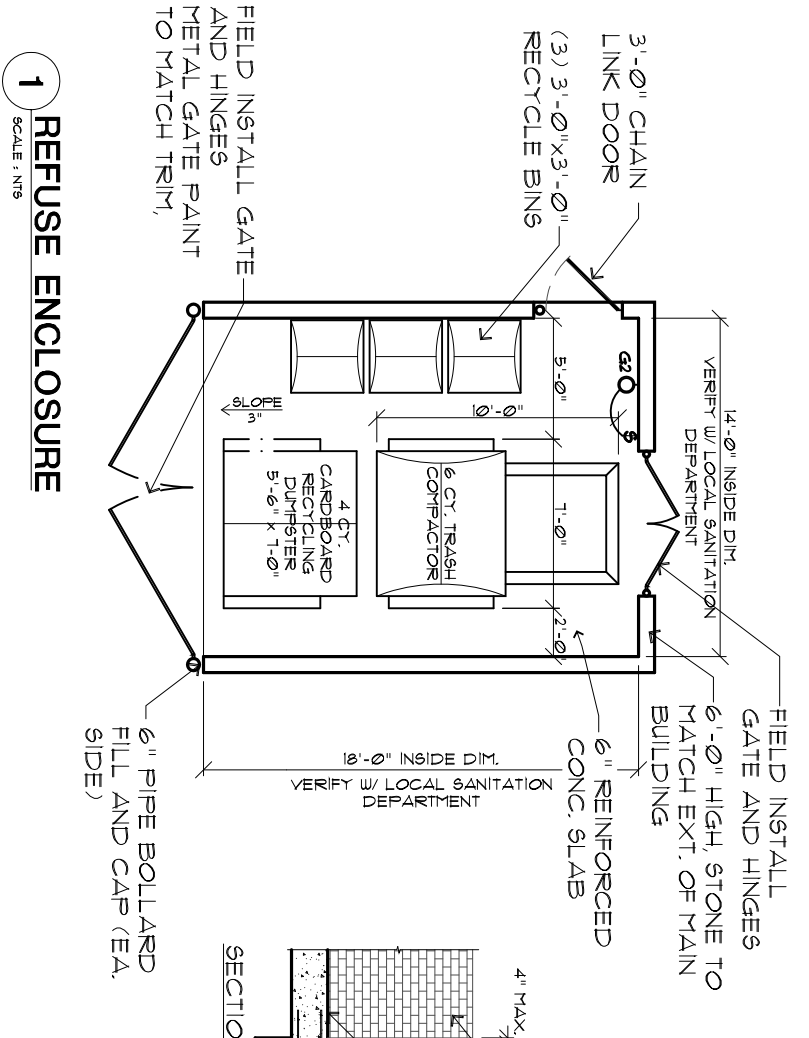 3'-0" CHAIN
LINK DOOR
(3) 3'-0"x3'-0"
RECYCLE BINS
FIELD INSTALL GATE
AND HINGES
METAL GATE PAINT
TO MATCH TRIM.
1
REFUSE ENCLOSURE
SCALE : NTS
14'-0" INSIDE DIM.
VERIFY W/ LOCAL SANITATION
DEPARTMENT
G2
S
5'-0"
7'-0"
2'-0"
10'-0"
SLOPE
3"
6 CY. TRASH
COMPACTOR
4 CY.
CARDBOARD
RECYCLING
DUMPSTER
5'-6" x 7'-0"
FIELD INSTALL
GATE AND HINGES
6'-0" HIGH, STONE TO
MATCH EXT. OF MAIN
BUILDING
6" REINFORCED
CONC. SLAB
18'-0" INSIDE DIM.
VERIFY W/ LOCAL SANITATION
DEPARTMENT
6" PIPE BOLLARD
FILL AND CAP (EA.
SIDE)
4" MAX.
SECTIO